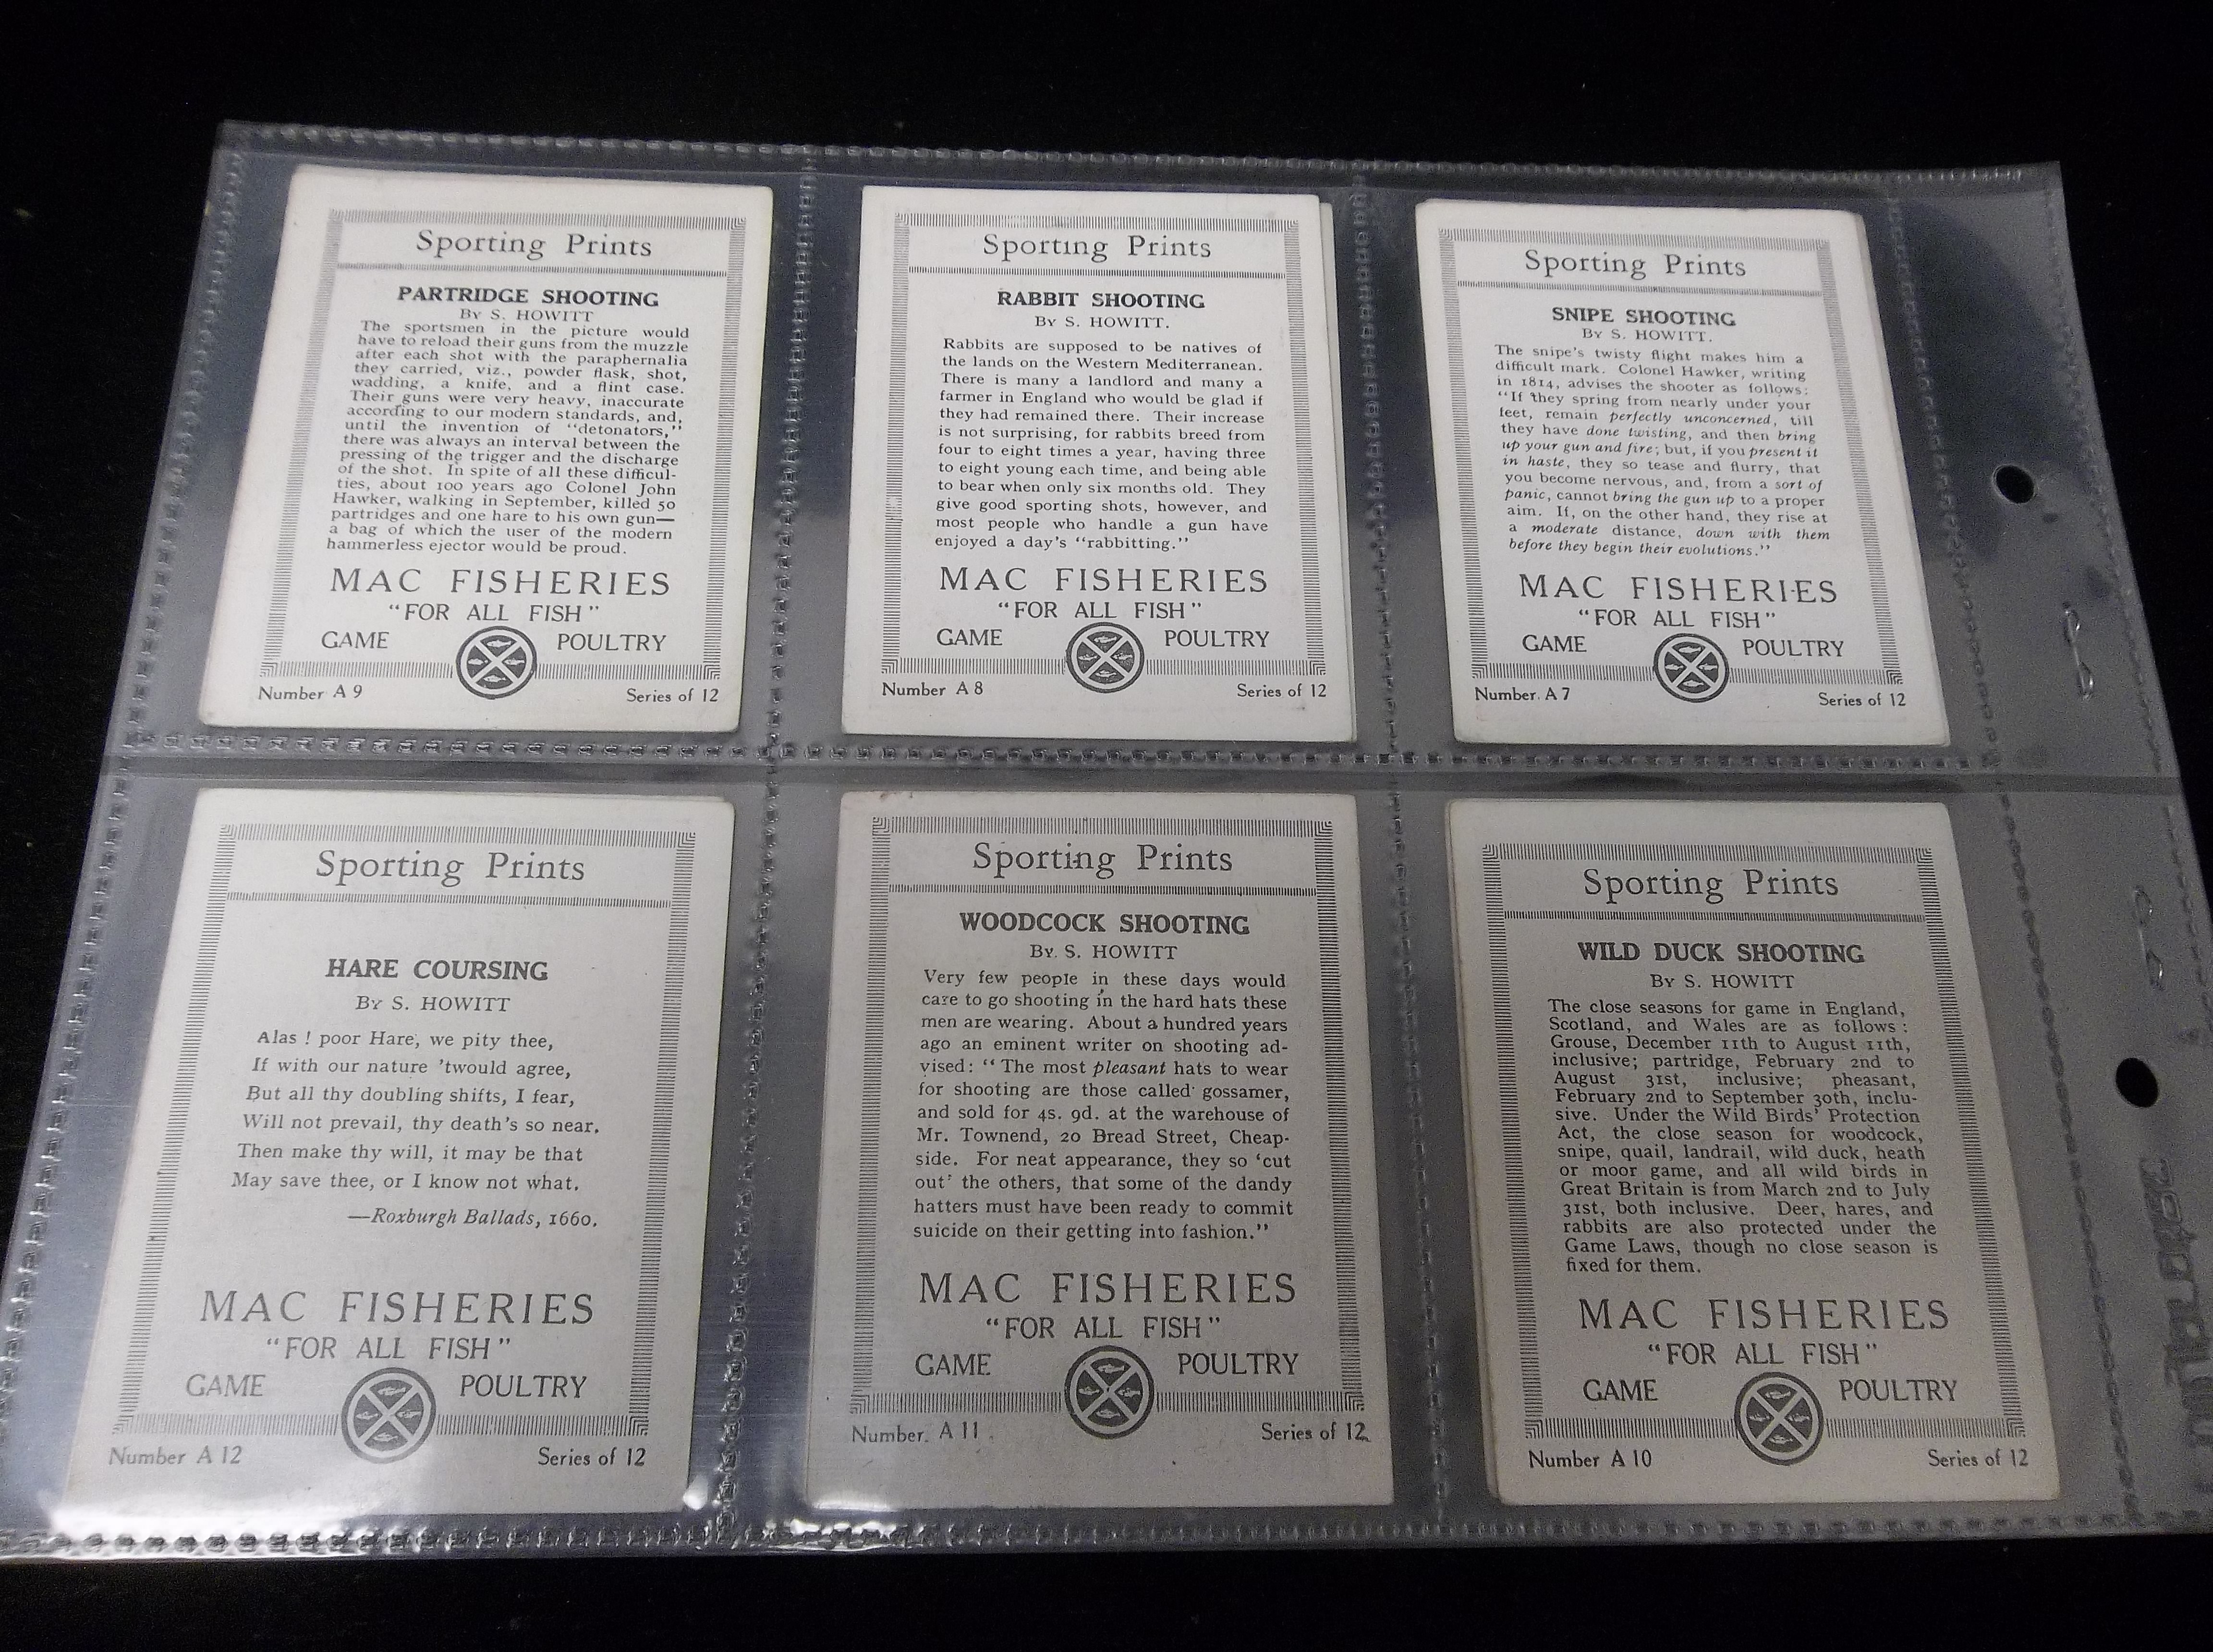 Sporting Prints
PARTRIDGE SHOOTING
By S. HOWITT
The sportsmen in the picture would
have to reload their guns from the muzzle
after each shot with the paraphernalia
they carried, viz., powder flask, shot,
wadding, a knife, and a flint case.
Their guns were very heavy, inaccurate
according to our modern standards, and,
until the invention of "detonators,"
there was always an interval between the
pressing of the trigger and the discharge
of the shot. In spite of all these difficul-
ties, about 100 years ago Colonel John
Hawker, walking in September, killed 50
partridges and one hare to his own gun—
a bag of which the user of the modern
hammerless ejector would be proud.
MAC FISHERIES
"FOR ALL FISH"
GAME POULTRY
Number A 9 Series of 12
Sporting Prints
RABBIT SHOOTING
By S. HOWITT.
Rabbits are supposed to be natives of
the lands on the Western Mediterranean.
There is many a landlord and many a
farmer in England who would be glad if
they had remained there. Their increase
is not surprising, for rabbits breed from
four to eight times a year, having three
to eight young each time, and being able
to bear when only six months old. They
give good sporting shots, however, and
most people who handle a gun have
enjoyed a day's "rabbitting."
MAC FISHERIES
"FOR ALL FISH"
GAME POULTRY
Number A 8 Series of 12
Sporting Prints
SNIPE SHOOTING
By S. HOWITT.
The snipe's twisty flight makes him a
difficult mark. Colonel Hawker, writing
in 1814, advises the shooter as follows:
"If they spring from nearly under your
feet, remain perfectly unconcerned, till
they have done twisting, and then bring
up your gun and fire; but, if you present it
in haste, they so tease and flurry, that
you become nervous, and, from a sort of
panic, cannot bring the gun up to a proper
aim. If, on the other hand, they rise at
a moderate distance, down with them
before they begin their evolutions."
MAC FISHERIES
"FOR ALL FISH"
GAME POULTRY
Number A 7 Series of 12
Sporting Prints
HARE COURSING
By S. HOWITT
Alas ! poor Hare, we pity thee,
If with our nature 'twould agree,
But all thy doubling shifts, I fear,
Will not prevail, thy death's so near.
Then make thy will, it may be that
May save thee, or I know not what.
—Roxburgh Ballads, 1660.
MAC FISHERIES
"FOR ALL FISH"
GAME POULTRY
Number A 12 Series of 12
Sporting Prints
WOODCOCK SHOOTING
By. S. HOWITT
Very few people in these days would
care to go shooting in the hard hats these
men are wearing. About a hundred years
ago an eminent writer on shooting ad-
vised: "The most pleasant hats to wear
for shooting are those called gossamer,
and sold for 4s. 9d. at the warehouse of
Mr. Townend, 20 Bread Street, Cheap-
side. For neat appearance, they so 'cut
out' the others, that some of the dandy
hatters must have been ready to commit
suicide on their getting into fashion."
MAC FISHERIES
"FOR ALL FISH"
GAME POULTRY
Number A 11 Series of 12
Sporting Prints
WILD DUCK SHOOTING
By S. HOWITT
The close seasons for game in England,
Scotland, and Wales are as follows :
Grouse, December 11th to August 11th,
inclusive; partridge, February 2nd to
August 31st, inclusive; pheasant,
February 2nd to September 30th, inclu-
sive. Under the Wild Birds' Protection
Act, the close season for woodcock,
snipe, quail, landrail, wild duck, heath
or moor game, and all wild birds in
Great Britain is from March 2nd to July
31st, both inclusive. Deer, hares, and
rabbits are also protected under the
Game Laws, though no close season is
fixed for them.
MAC FISHERIES
"FOR ALL FISH"
GAME POULTRY
Number A 10 Series of 12